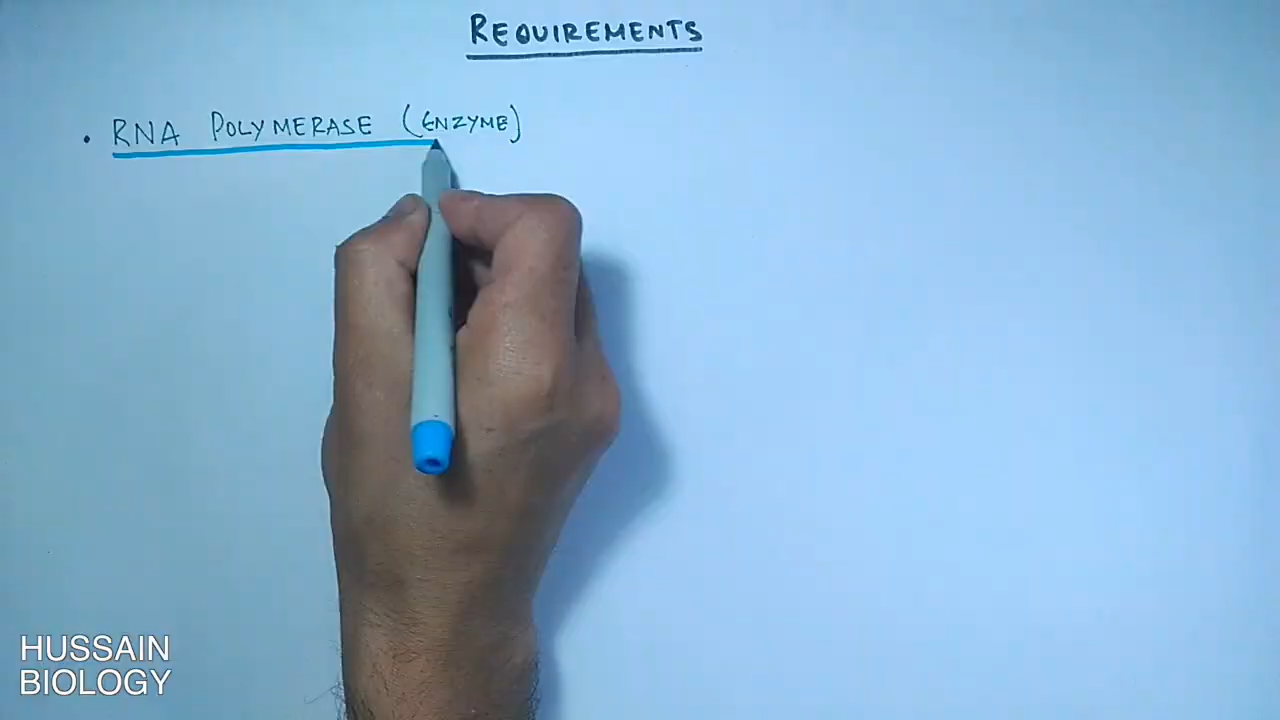 REQUIREMENTS
• RNA POLYMERASE (ENZYME)
HUSSAIN
BIOLOGY